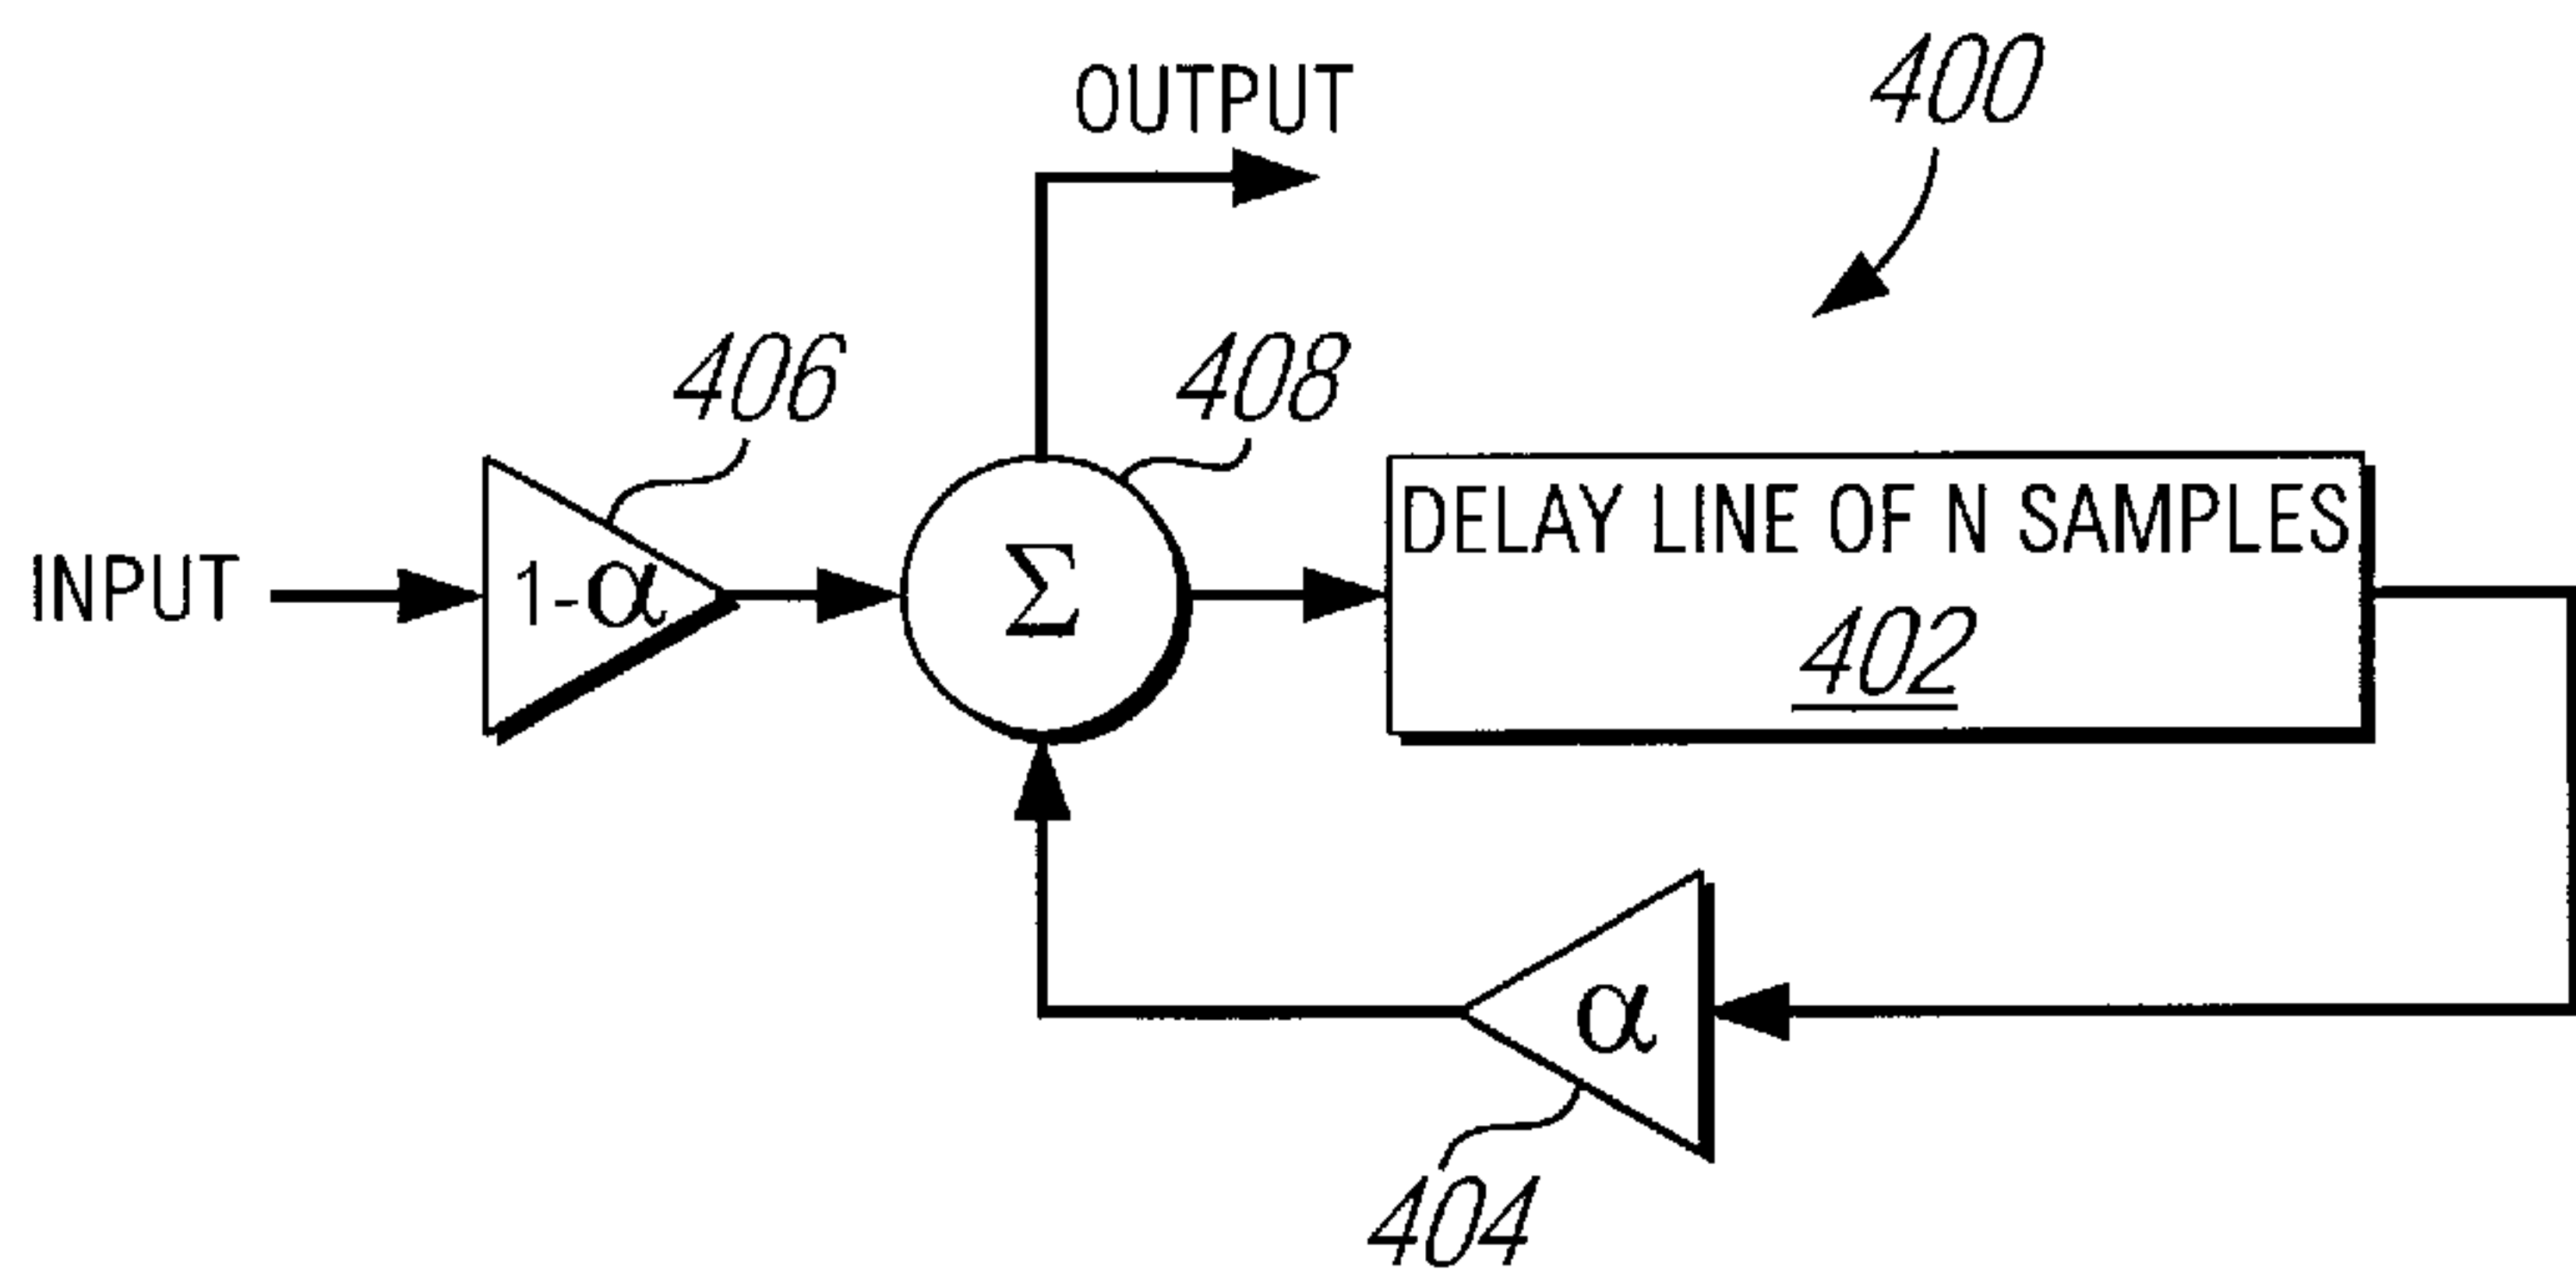 OUTPUT
400
406
408
INPUT
1-α
Σ
DELAY LINE OF N SAMPLES
402
α
404